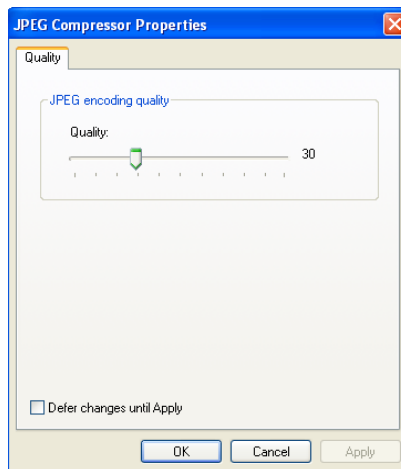 JPEG Compressor Properties
Quality
JPEG encoding quality
Quality:
30
Defer changes until Apply
OK Cancel Apply